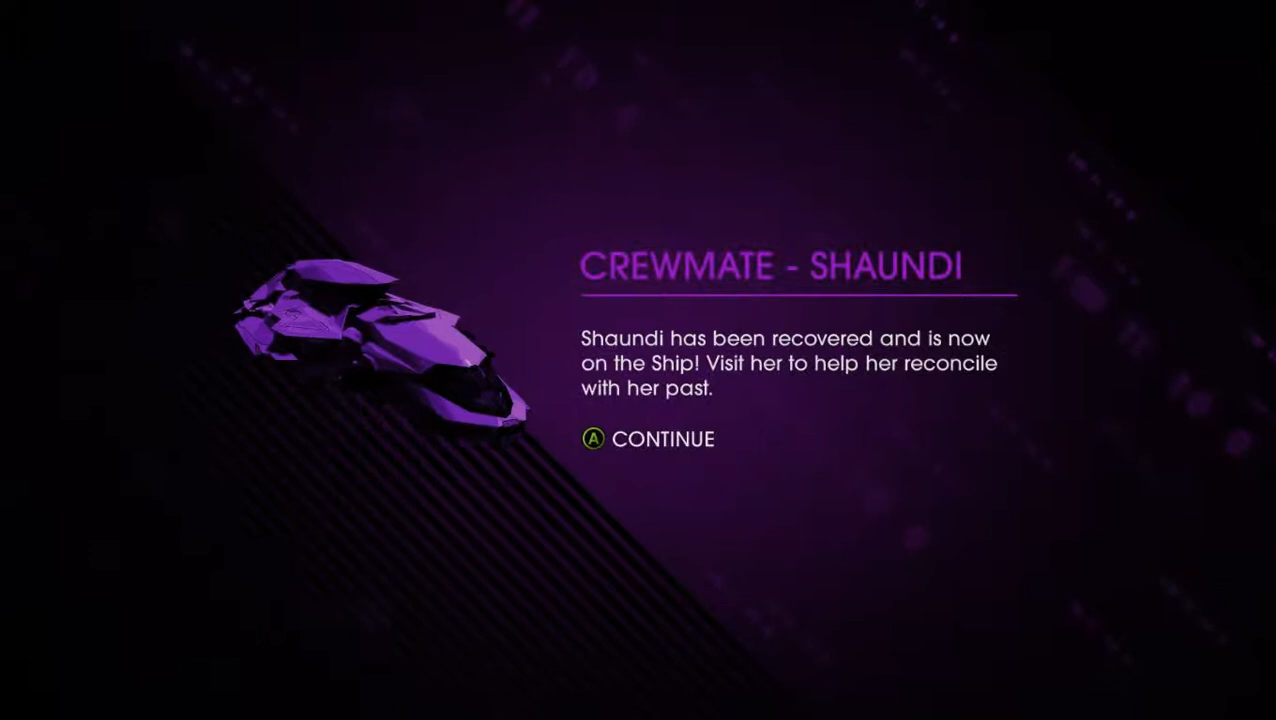 CREWMATE - SHAUNDI
Shaundi has been recovered and is now
on the Ship! Visit her to help her reconcile
with her past.
A CONTINUE